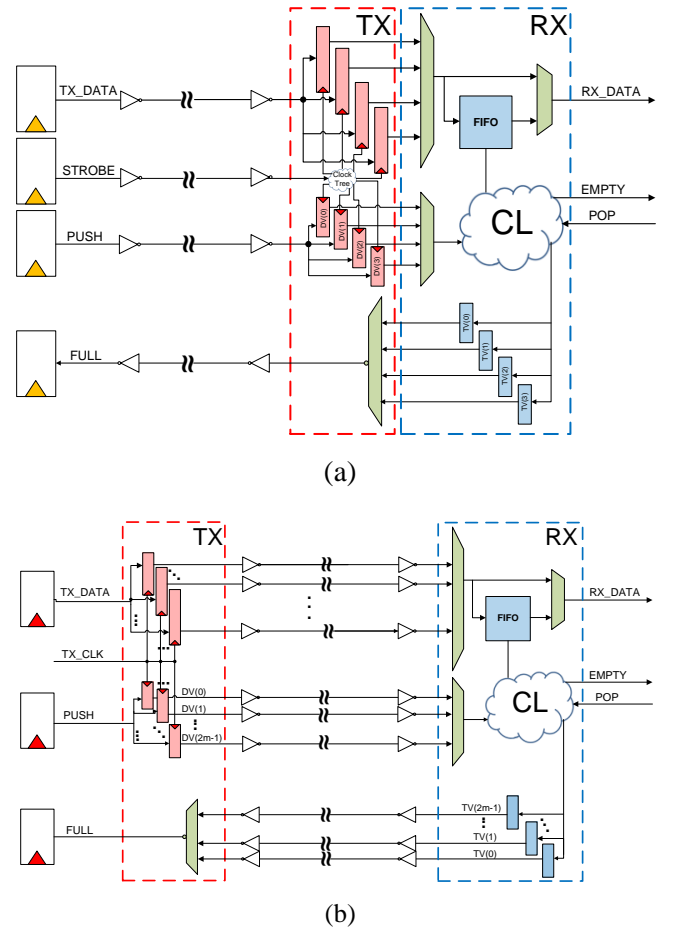 TX
RX
TX_DATA
RX_DATA
FIFO
STROBE
Clock
Tree
EMPTY
POP
CL
PUSH
DV(0)
DV(1)
DV(2)
DV(3)
FULL
TV(0)
TV(1)
TV(2)
TV(3)
(a)
TX
RX
TX_DATA
RX_DATA
FIFO
TX_CLK
EMPTY
POP
CL
PUSH
DV(0)
DV(1)
DV(2m-1)
FULL
TV(2m-1)
TV(1)
TV(0)
(b)